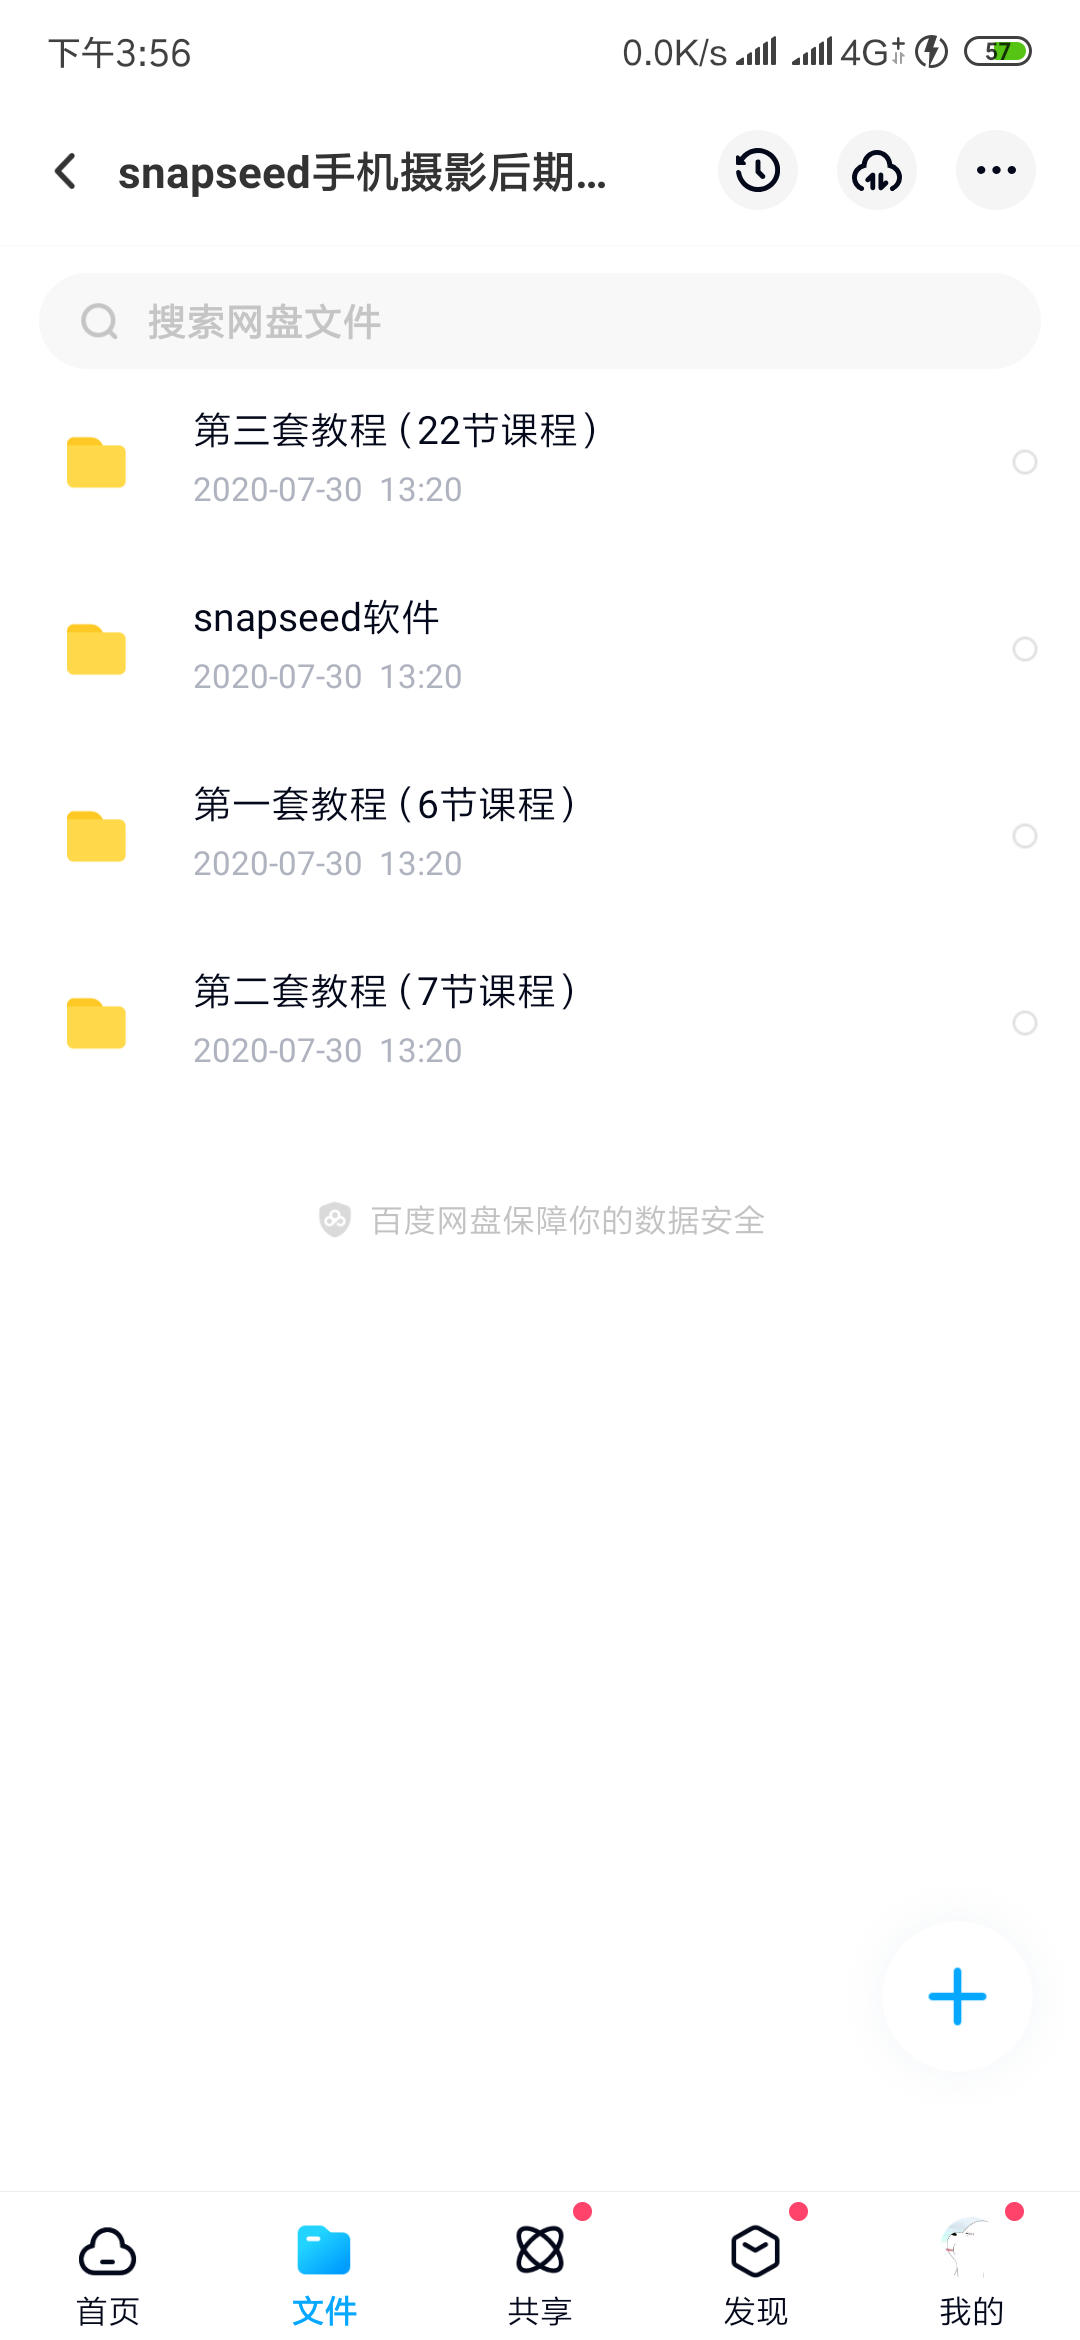 下午3:56
0.0K/s 4G 57
snapseed手机摄影后期...
搜索网盘文件
第三套教程（22节课程）
2020-07-30 13:20
snapseed软件
2020-07-30 13:20
第一套教程（6节课程）
2020-07-30 13:20
第二套教程（7节课程）
2020-07-30 13:20
百度网盘保障你的数据安全
首页 文件 共享 发现 我的